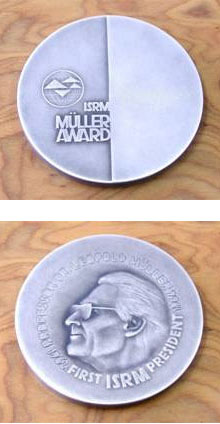 ISRM
MÜLLER
AWARD
LEOPOLD MÜLLER
FIRST ISRM PRESIDENT